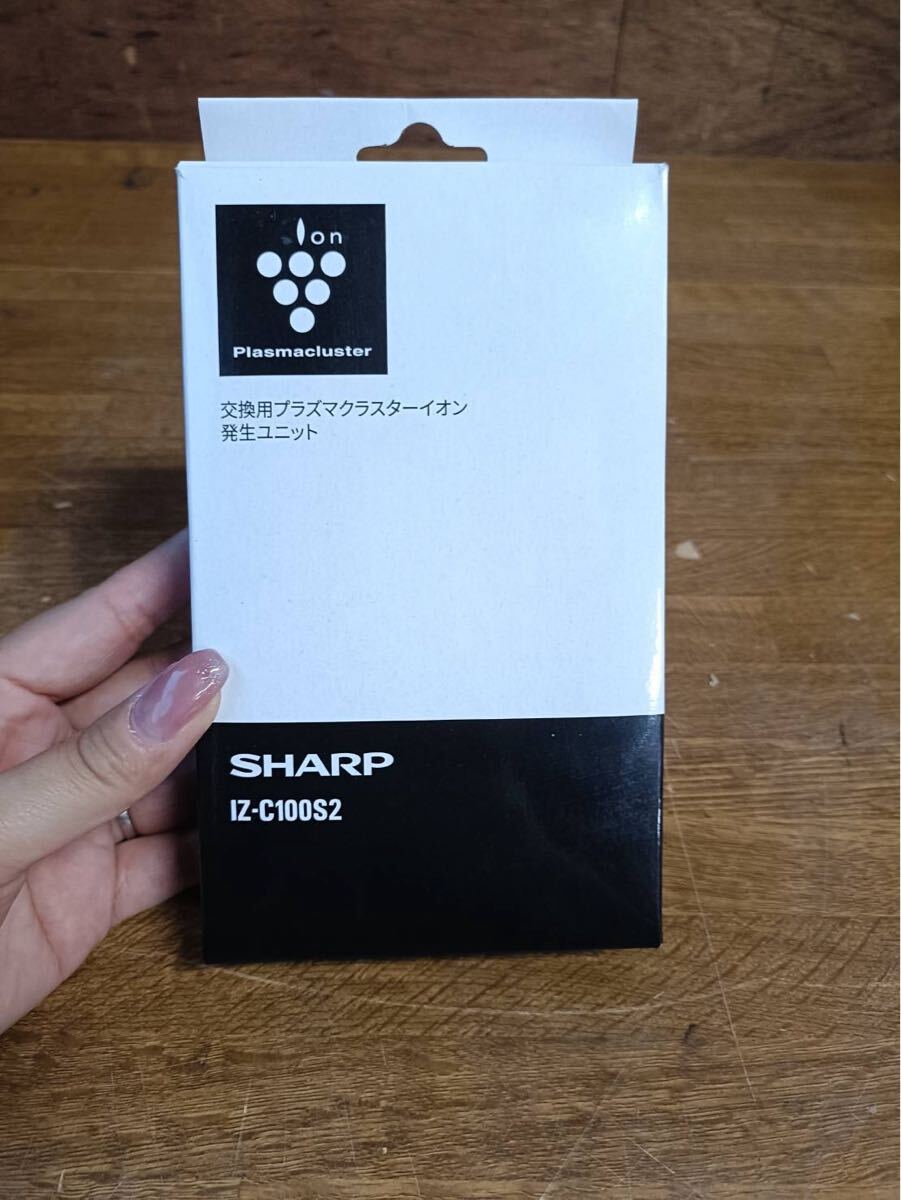 Ion
Plasmacluster
交換用プラズマクラスターイオン
発生ユニット
SHARP
IZ-C100S2